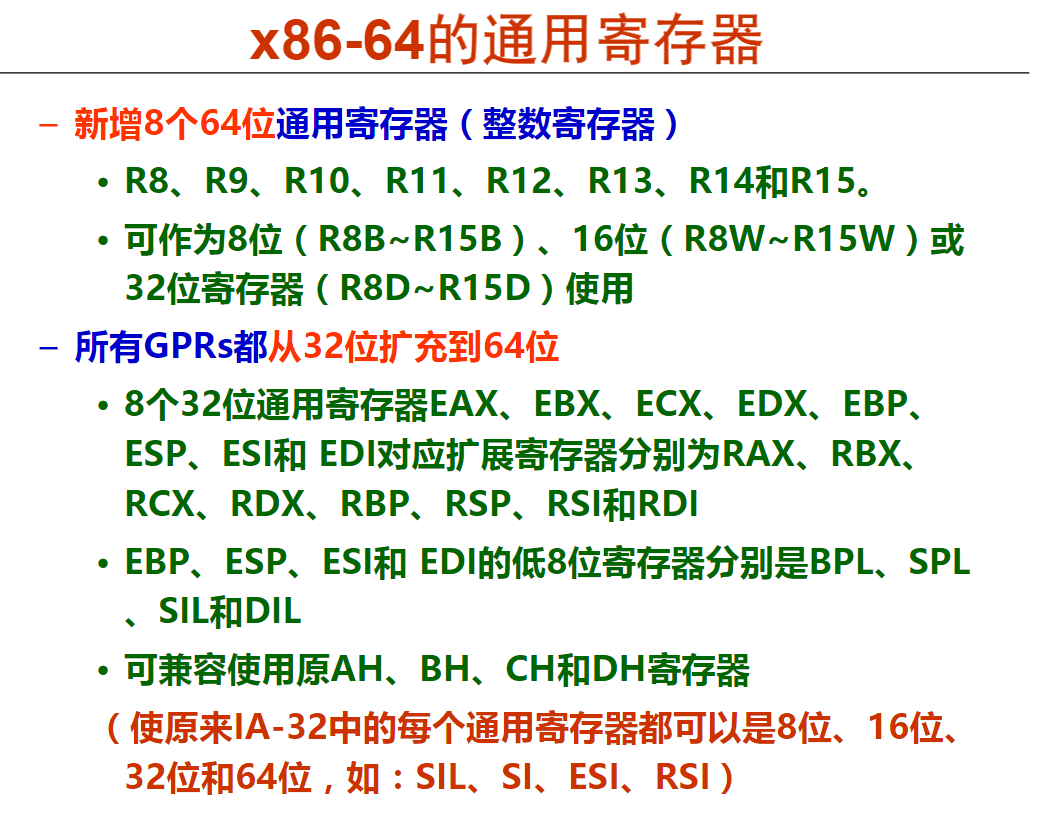 x86-64的通用寄存器
– 新增8个64位通用寄存器（整数寄存器）
• R8、R9、R10、R11、R12、R13、R14和R15。
• 可作为8位（R8B~R15B）、16位（R8W~R15W）或
32位寄存器（R8D~R15D）使用
– 所有GPRs都从32位扩充到64位
• 8个32位通用寄存器EAX、EBX、ECX、EDX、EBP、
ESP、ESI和 EDI对应扩展寄存器分别为RAX、RBX、
RCX、RDX、RBP、RSP、RSI和RDI
• EBP、ESP、ESI和 EDI的低8位寄存器分别是BPL、SPL
、SIL和DIL
• 可兼容使用原AH、BH、CH和DH寄存器
（使原来IA-32中的每个通用寄存器都可以是8位、16位、
32位和64位，如：SIL、SI、ESI、RSI）